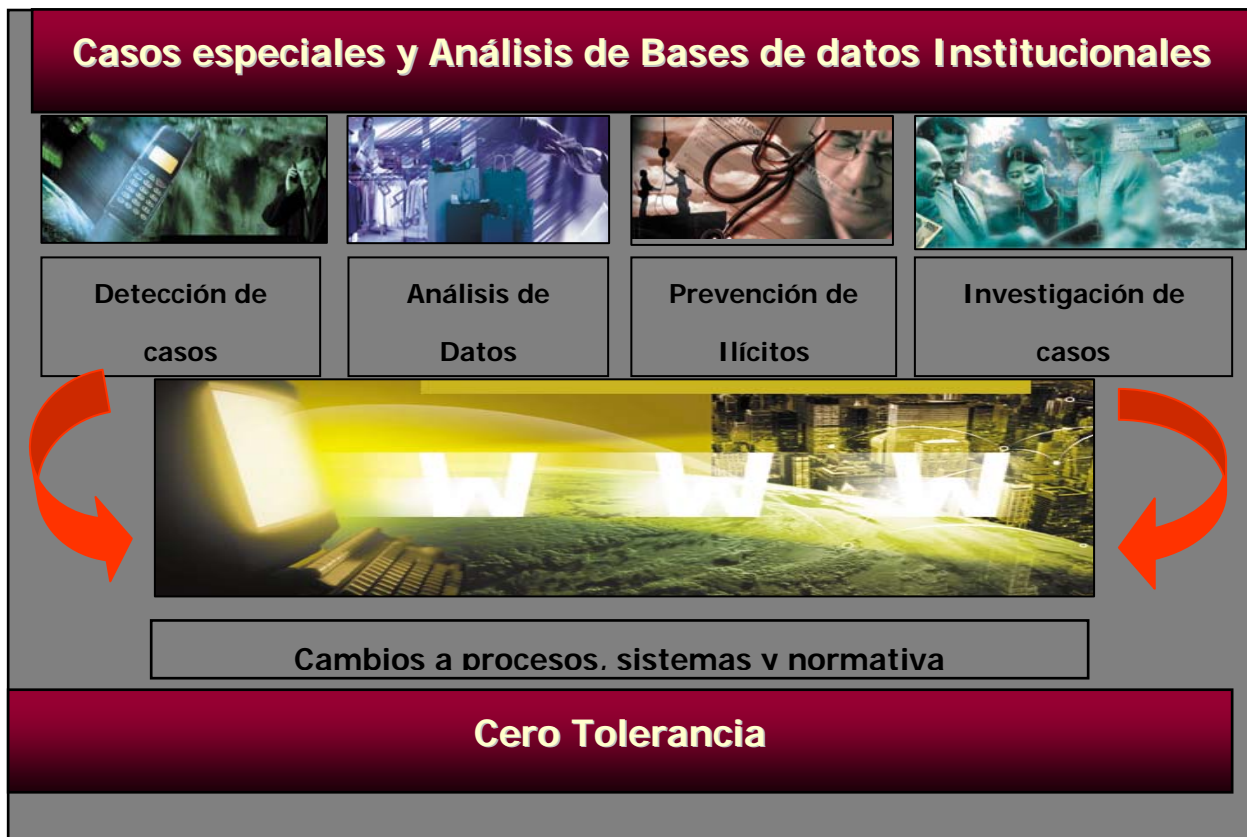 Casos especiales y Análisis de Bases de datos Institucionales
Detección de
casos
Análisis de
Datos
Prevención de
Ilícitos
Investigación de
casos
W W W
Cambios a procesos, sistemas y normativa
Cero Tolerancia